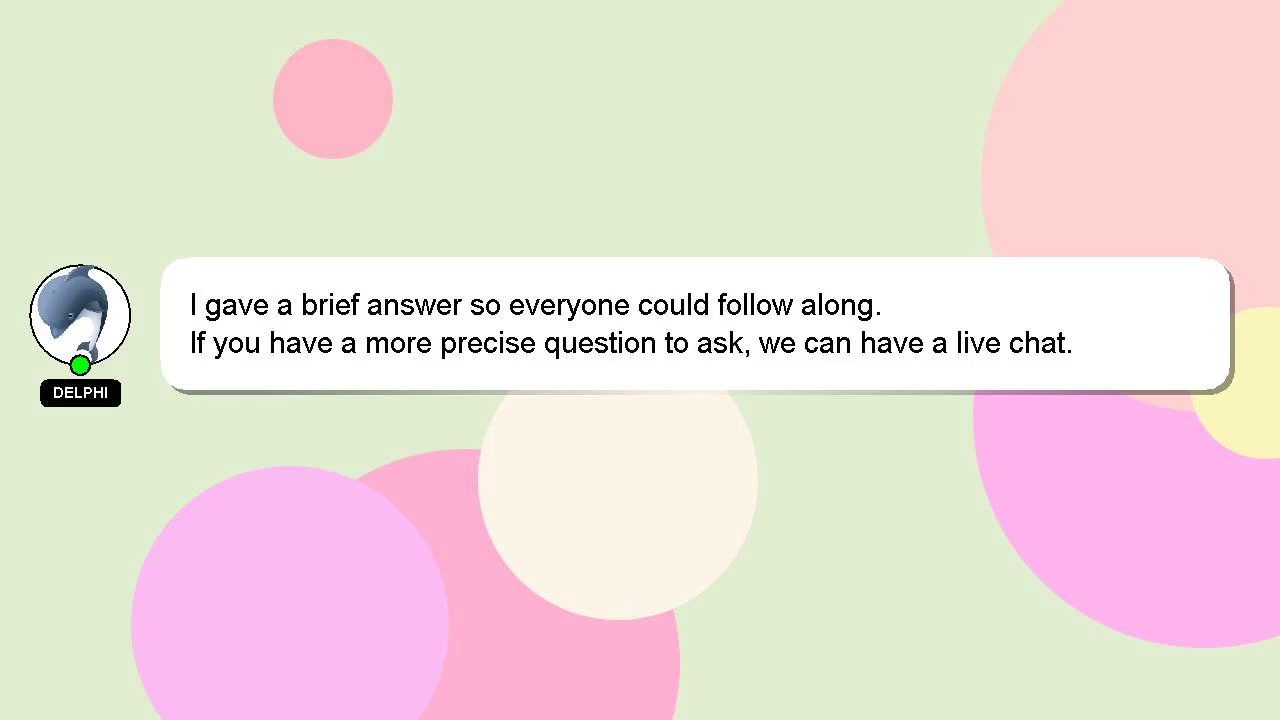 I gave a brief answer so everyone could follow along.
If you have a more precise question to ask, we can have a live chat.
DELPHI